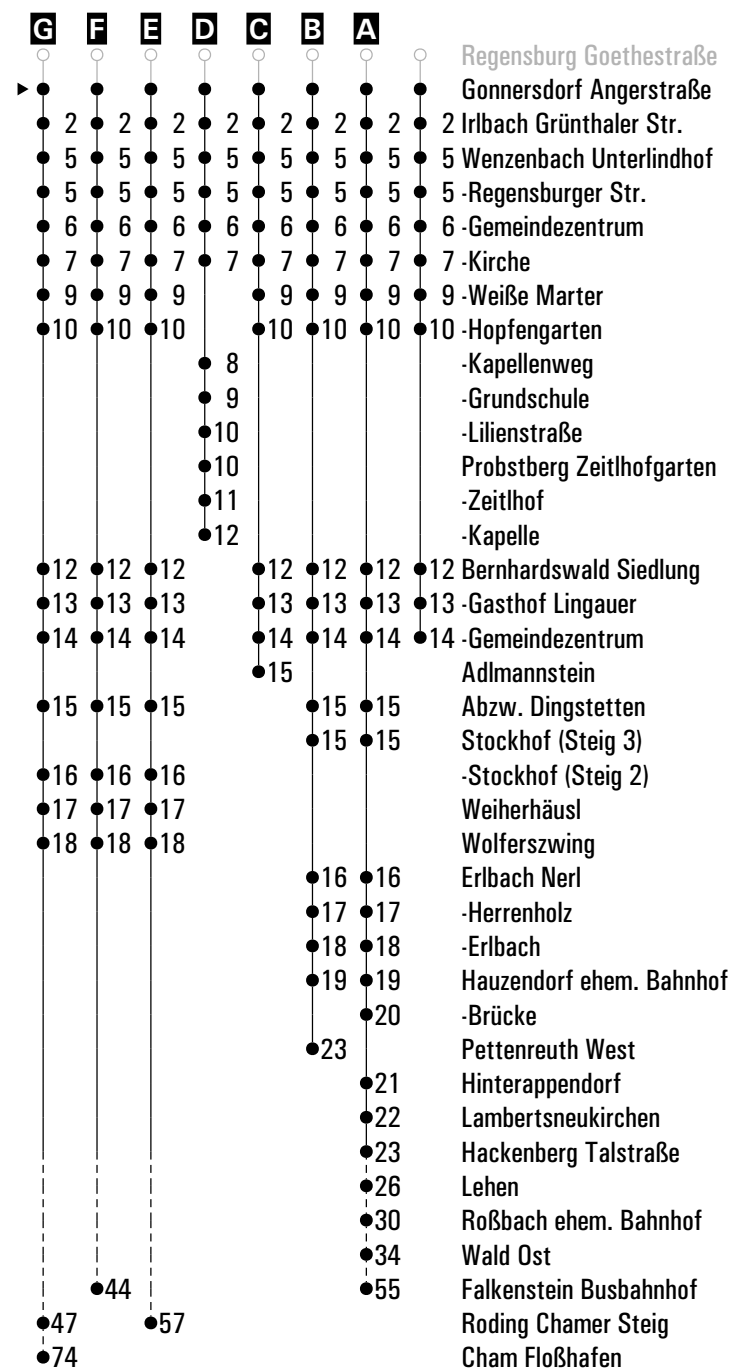 G F E D C B A
Regensburg Goethestraße
Gonnersdorf Angerstraße
2 2 2 2 2 2 2 2 Irlbach Grünthaler Str.
5 5 5 5 5 5 5 5 Wenzenbach Unterlindhof
5 5 5 5 5 5 5 5 -Regensburger Str.
6 6 6 6 6 6 6 6 -Gemeindezentrum
7 7 7 7 7 7 7 7 -Kirche
9 9 9 9 9 9 9 -Weiße Marter
10 10 10 10 10 10 10 -Hopfengarten
8 -Kapellenweg
9 -Grundschule
10 -Lilienstraße
10 Probstberg Zeitlhofgarten
11 -Zeitlhof
12 -Kapelle
12 12 12 12 12 12 12 Bernhardswald Siedlung
13 13 13 13 13 13 13 -Gasthof Lingauer
14 14 14 14 14 14 14 -Gemeindezentrum
15 Adlmannstein
15 15 15 15 15 Abzw. Dingstetten
15 15 Stockhof (Steig 3)
16 16 16 -Stockhof (Steig 2)
17 17 17 Weiherhäusl
18 18 18 Wolferszwing
16 16 Erlbach Nerl
17 17 -Herrenholz
18 18 -Erlbach
19 19 Hauzendorf ehem. Bahnhof
20 -Brücke
23 Pettenreuth West
21 Hinterappendorf
22 Lambertsneukirchen
23 Hackenberg Talstraße
26 Lehen
30 Roßbach ehem. Bahnhof
34 Wald Ost
44 55 Falkenstein Busbahnhof
47 57 Roding Chamer Steig
74 Cham Floßhafen